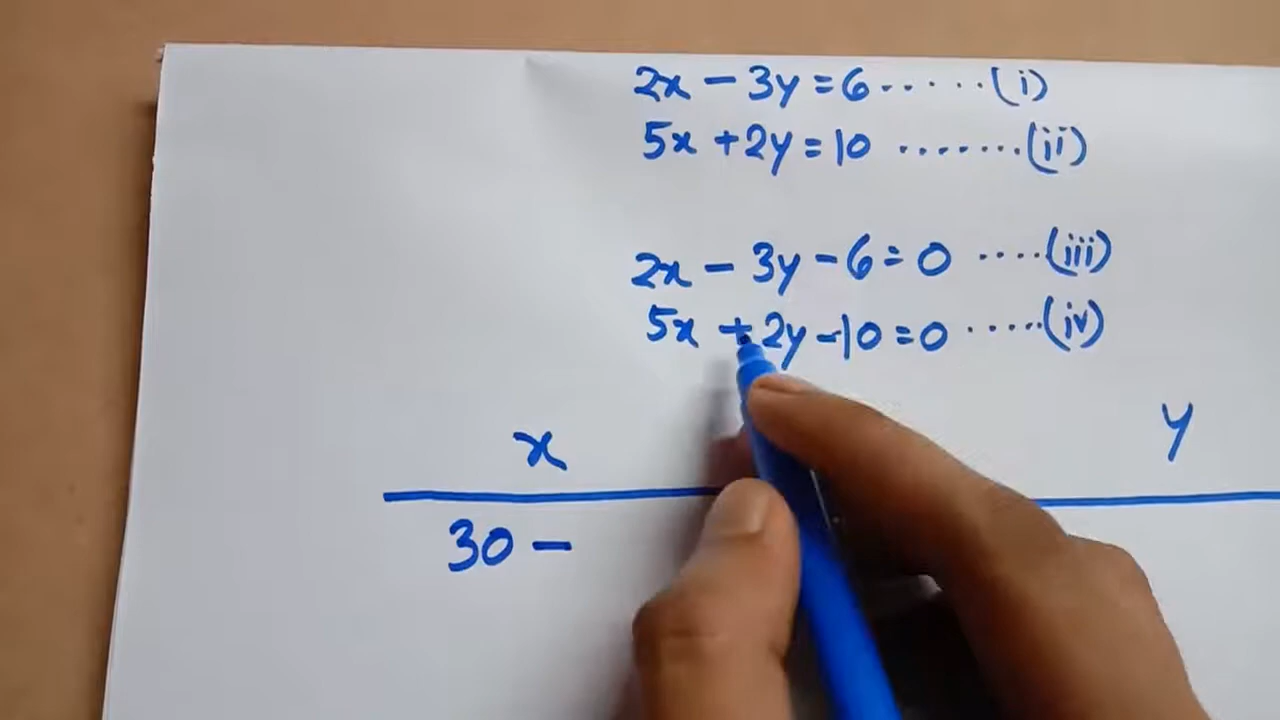 2x - 3y = 6 ..... (i)
5x + 2y = 10 ....... (ii)
2x - 3y - 6 = 0 ..... (iii)
5x + 2y - 10 = 0 ..... (iv)
x y
30 -